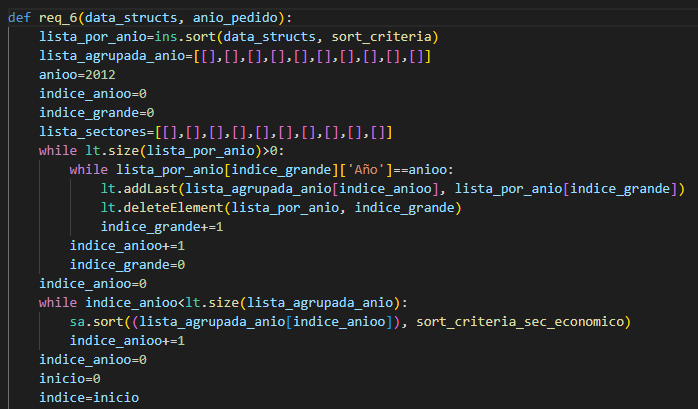 def req_6(data_structs, anio_pedido):
    lista_por_anio=ins.sort(data_structs, sort_criteria)
    lista_agrupada_anio=[[],[],[],[],[],[],[],[],[],[]]
    anioo=2012
    indice_anioo=0
    indice_grande=0
    lista_sectores=[[],[],[],[],[],[],[],[],[],[]]
    while lt.size(lista_por_anio)>0:
        while lista_por_anio[indice_grande]['Año']==anioo:
            lt.addLast(lista_agrupada_anio[indice_anioo], lista_por_anio[indice_grande])
            lt.deleteElement(lista_por_anio, indice_grande)
            indice_grande+=1
        indice_anioo+=1
        indice_grande=0
    indice_anioo=0
    while indice_anioo<lt.size(lista_agrupada_anio):
        sa.sort((lista_agrupada_anio[indice_anioo]), sort_criteria_sec_economico)
        indice_anioo+=1
    indice_anioo=0
    inicio=0
    indice=inicio